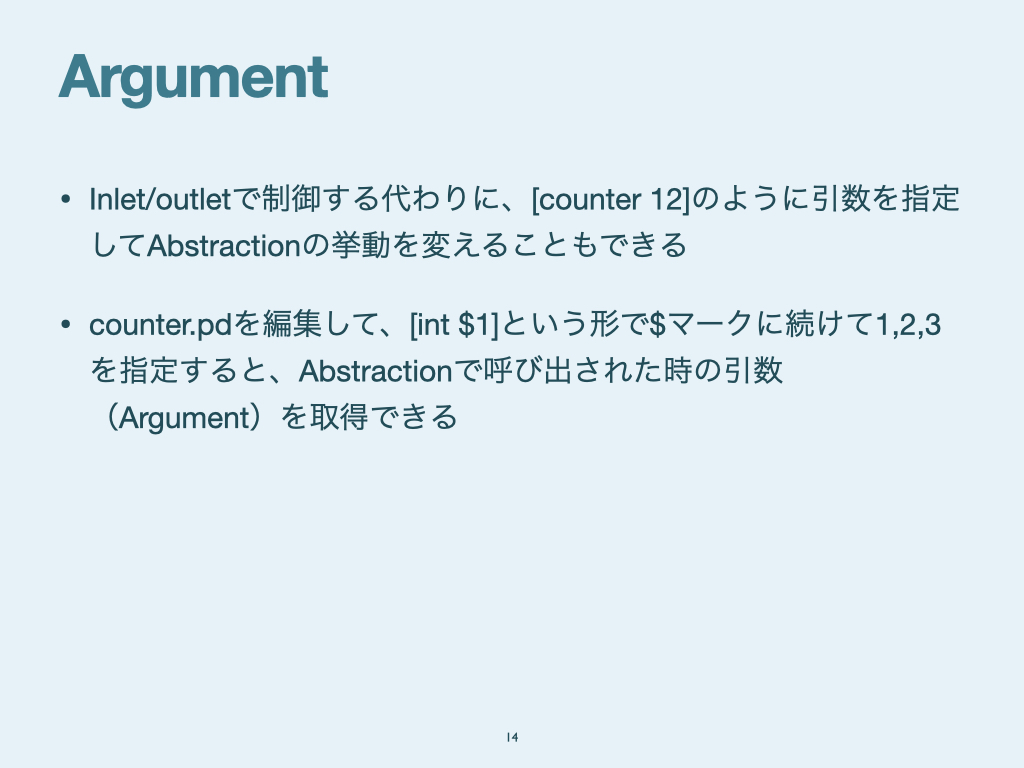 Argument
• Inlet/outletで制御する代わりに、[counter 12]のように引数を指定
してAbstractionの挙動を変えることもできる
• counter.pdを編集して、[int $1]という形で$マークに続けて1,2,3
を指定すると、Abstractionで呼び出された時の引数
（Argument）を取得できる
14